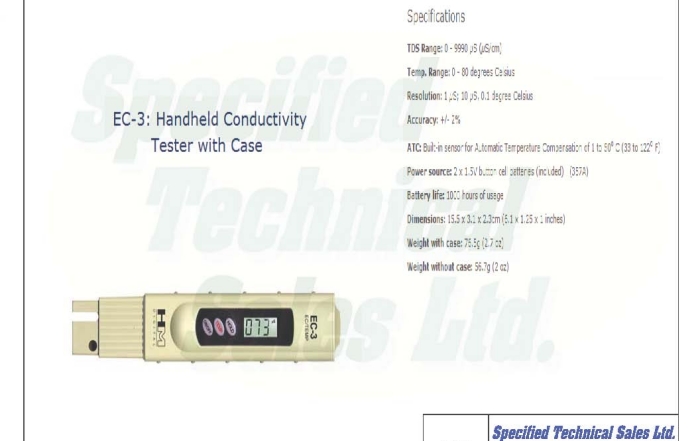 Specifications
TDS Range: 0 - 9990 µS (µS/cm)
Temp. Range: 0 - 80 degrees Celsius
Resolution: 1 µS; 10 µS, 0.1 degree Celsius
Accuracy: +/- 2%
ATC: Built-in sensor for Automatic Temperature Compensation of 1 to 50° C (33 to 122° F)
Power source: 2 x 1.5V button cell batteries (included) (357A)
Battery life: 1000 hours of usage
Dimensions: 15.5 x 3.1 x 2.3cm (6.1 x 1.25 x 1 inches)
Weight with case: 76.5g (2.7 oz)
Weight without case: 56.7g (2 oz)
EC-3: Handheld Conductivity
Tester with Case
Specified
Technical
Sales Ltd.
HM
DIGITAL
073
EC-3
EC/TEMP
Specified Technical Sales Ltd.